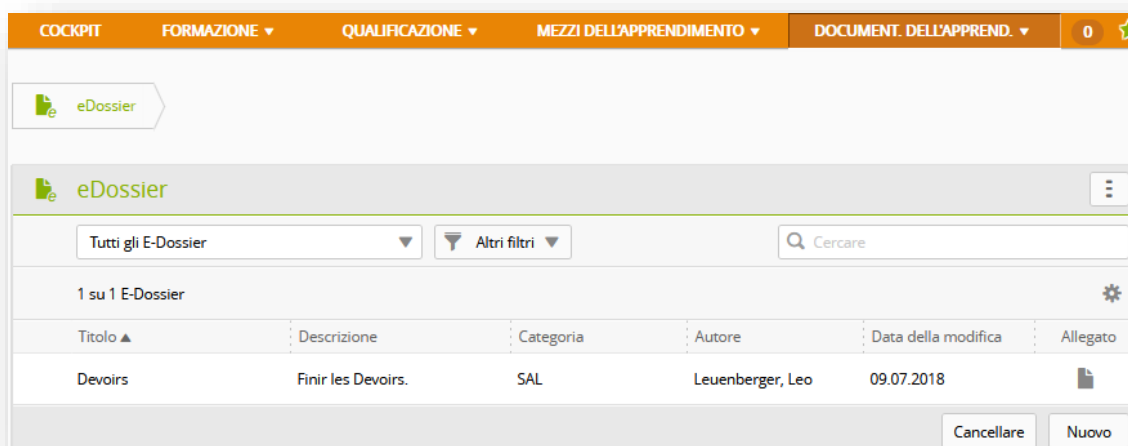 COCKPIT FORMAZIONE QUALIFICAZIONE MEZZI DELL'APPRENDIMENTO DOCUMENT. DELL'APPREND. 0
eDossier
eDossier
Tutti gli E-Dossier Altri filtri Cercare
1 su 1 E-Dossier
Titolo Descrizione Categoria Autore Data della modifica Allegato
Devoirs Finir les Devoirs. SAL Leuenberger, Leo 09.07.2018
Cancellare Nuovo